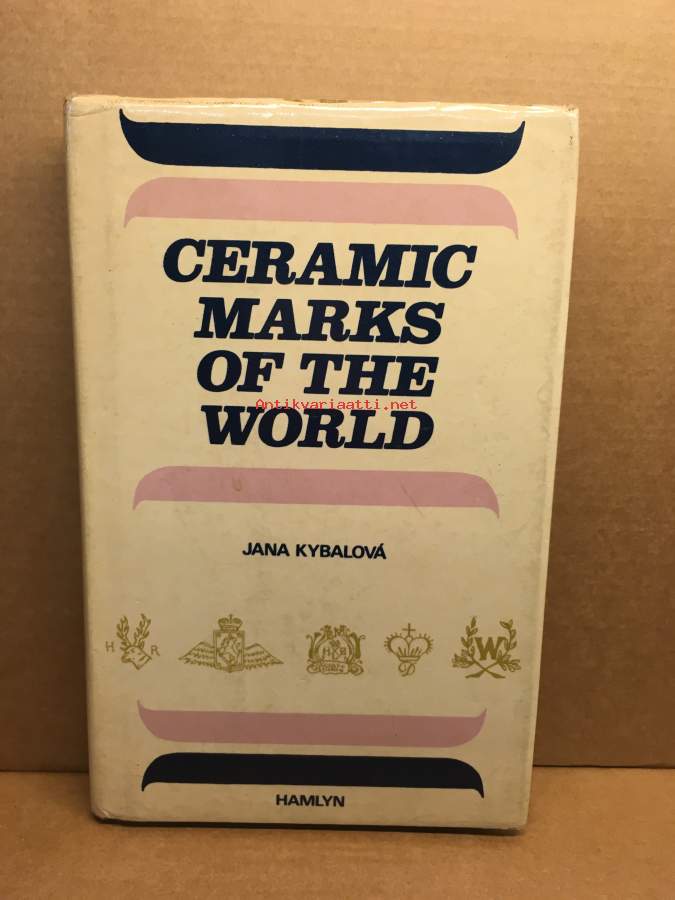 CERAMIC
MARKS
OF THE
Antikvariaatti.net
WORLD
JANA KYBALOVÁ
H R
W
HAMLYN